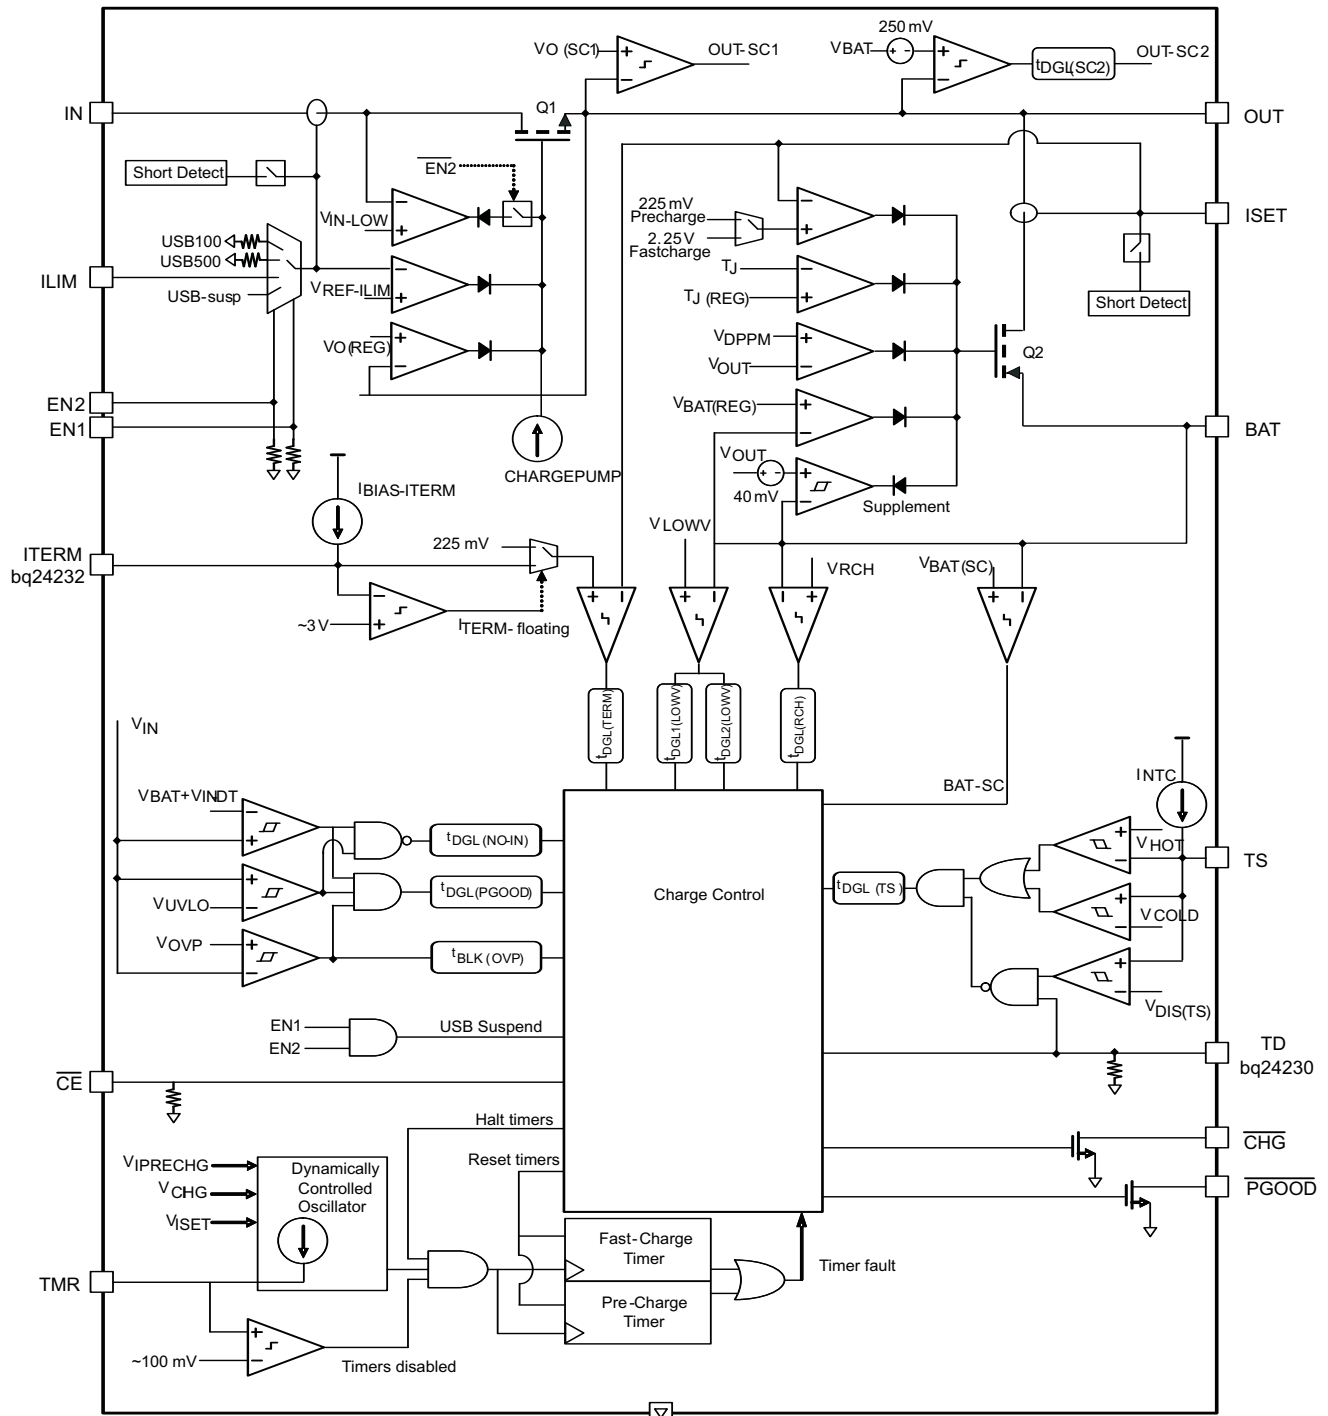 250 mV
VO (SC1)
OUT-SC1
VBAT
tDGL(SC2)
OUT-SC2
IN
Q1
OUT
Short Detect
EN2
VIN-LOW
225 mV
Precharge
2.25V
Fastcharge
ISET
USB100
USB500
ILIM
USB-susp
VREF-ILIM
TJ
TJ (REG)
Short Detect
VO(REG)
VDPPM
VOUT
Q2
EN2
EN1
VBAT(REG)
BAT
CHARGEPUMP
VOUT
40 mV
Supplement
IBIAS-ITERM
VLOWV
ITERM
bq24232
225 mV
VRCH
VBAT(SC)
~3V
ITERM- floating
tDGL(TERM)
tDGL1(LOWV)
tDGL2(LOWV)
tDGL(RCH)
VIN
BAT-SC
INTC
VBAT+VINDT
tDGL(NO-IN)
VHOT
TS
tDGL(PGOOD)
Charge Control
tDGL (TS)
VUVLO
VCOLD
VOVP
tBLK (OVP)
VDIS(TS)
EN1
EN2
USB Suspend
TD
bq24230
CE
Halt timers
Reset timers
CHG
VIPRECHG
VCHG
VISET
Dynamically
Controlled
Oscillator
PGOOD
TMR
Fast-Charge
Timer
Timer fault
Pre-Charge
Timer
~100 mV
Timers disabled